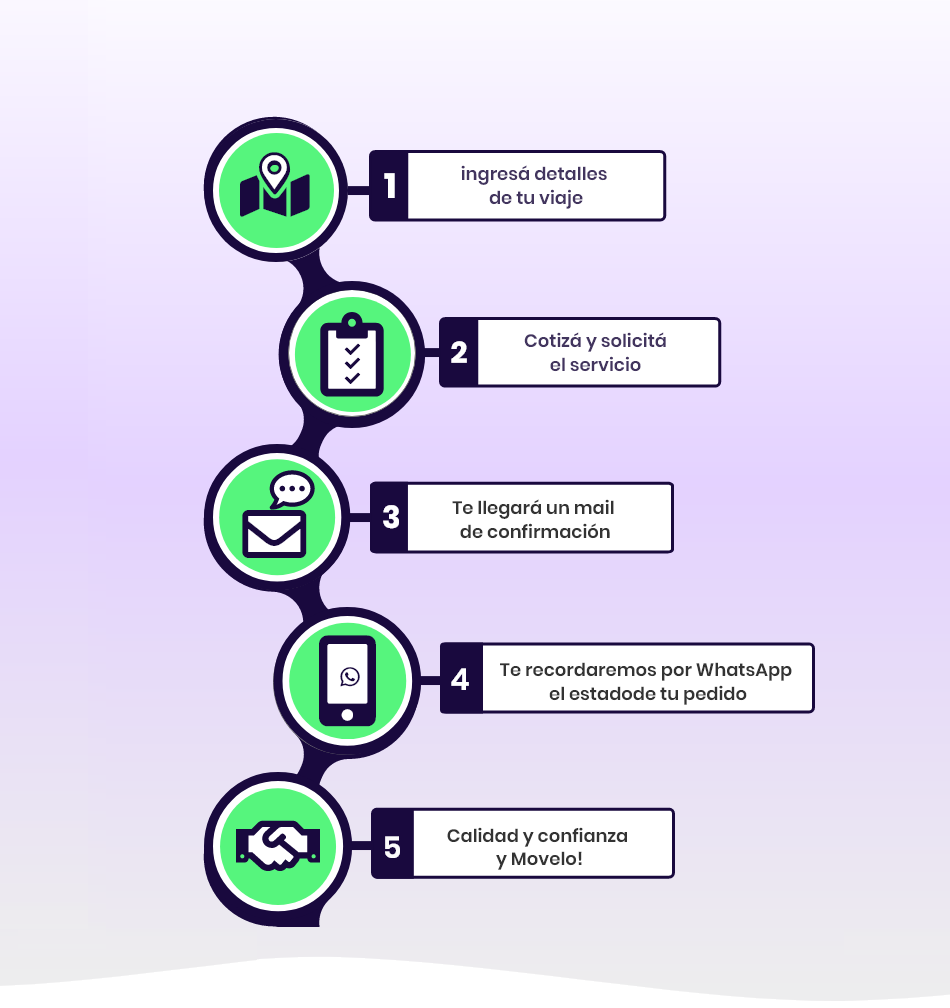 1
ingresá detalles
de tu viaje
2
Cotizá y solicitá
el servicio
3
Te llegará un mail
de confirmación
4
Te recordaremos por WhatsApp
el estadode tu pedido
5
Calidad y confianza
y Movelo!